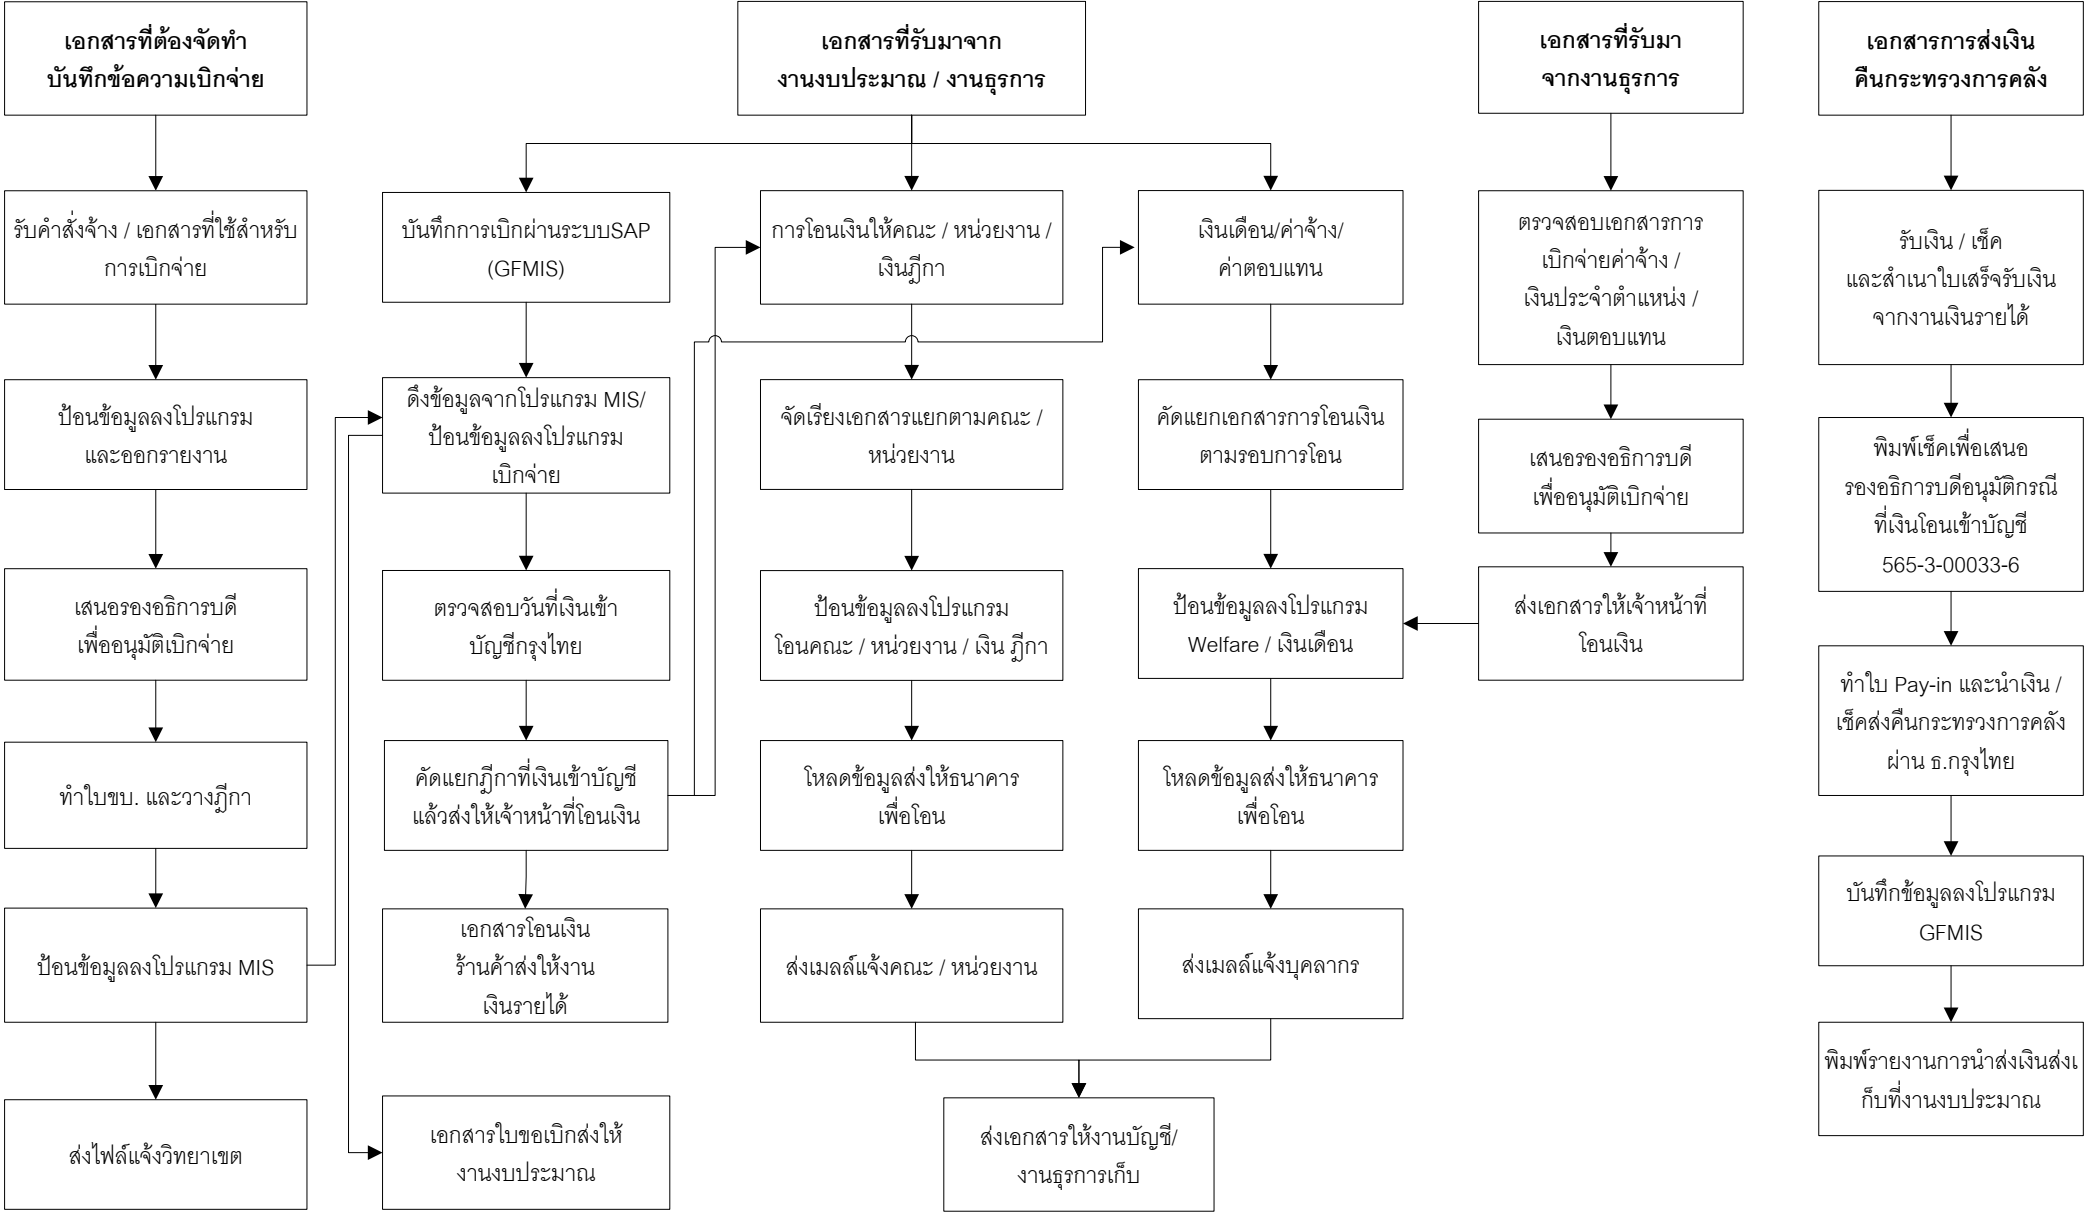 เอกสารที่ต้องจัดทำ
บันทึกข้อความเบิกจ่าย
รับคำสั่งจ้าง / เอกสารที่ใช้สำหรับ
การเบิกจ่าย
ป้อนข้อมูลลงโปรแกรม
และออกรายงาน
เสนอรองอธิการบดี
เพื่ออนุมัติเบิกจ่าย
ทำใบขบ. และวางฎีกา
ป้อนข้อมูลลงโปรแกรม MIS
ส่งไฟล์แจ้งวิทยาเขต
เอกสารที่รับมาจาก
งานงบประมาณ / งานธุรการ
บันทึกการเบิกผ่านระบบSAP
(GFMIS)
ดึงข้อมูลจากโปรแกรม MIS/
ป้อนข้อมูลลงโปรแกรม
เบิกจ่าย
ตรวจสอบวันที่เงินเข้า
บัญชีกรุงไทย
คัดแยกฎีกาที่เงินเข้าบัญชี
แล้วส่งให้เจ้าหน้าที่โอนเงิน
เอกสารโอนเงิน
ร้านค้าส่งให้งาน
เงินรายได้
เอกสารใบขอเบิกส่งให้
งานงบประมาณ
การโอนเงินให้คณะ / หน่วยงาน /
เงินฎีกา
จัดเรียงเอกสารแยกตามคณะ /
หน่วยงาน
ป้อนข้อมูลลงโปรแกรม
โอนคณะ / หน่วยงาน / เงิน ฎีกา
โหลดข้อมูลส่งให้ธนาคาร
เพื่อโอน
ส่งเมลล์แจ้งคณะ / หน่วยงาน
เงินเดือน/ค่าจ้าง/
ค่าตอบแทน
คัดแยกเอกสารการโอนเงิน
ตามรอบการโอน
ป้อนข้อมูลลงโปรแกรม
Welfare / เงินเดือน
โหลดข้อมูลส่งให้ธนาคาร
เพื่อโอน
ส่งเมลล์แจ้งบุคลากร
ส่งเอกสารให้งานบัญชี/
งานธุรการเก็บ
เอกสารที่รับมา
จากงานธุรการ
ตรวจสอบเอกสารการ
เบิกจ่ายค่าจ้าง /
เงินประจำตำแหน่ง /
เงินตอบแทน
เสนอรองอธิการบดี
เพื่ออนุมัติเบิกจ่าย
ส่งเอกสารให้เจ้าหน้าที่
โอนเงิน
เอกสารการส่งเงิน
คืนกระทรวงการคลัง
รับเงิน / เช็ค
และสำเนาใบเสร็จรับเงิน
จากงานเงินรายได้
พิมพ์เช็คเพื่อเสนอ
รองอธิการบดีอนุมัติกรณี
ที่เงินโอนเข้าบัญชี
565-3-00033-6
ทำใบ Pay-in และนำเงิน /
เช็คส่งคืนกระทรวงการคลัง
ผ่าน ธ.กรุงไทย
บันทึกข้อมูลลงโปรแกรม
GFMIS
พิมพ์รายงานการนำส่งเงินส่งเ
ก็บที่งานงบประมาณ